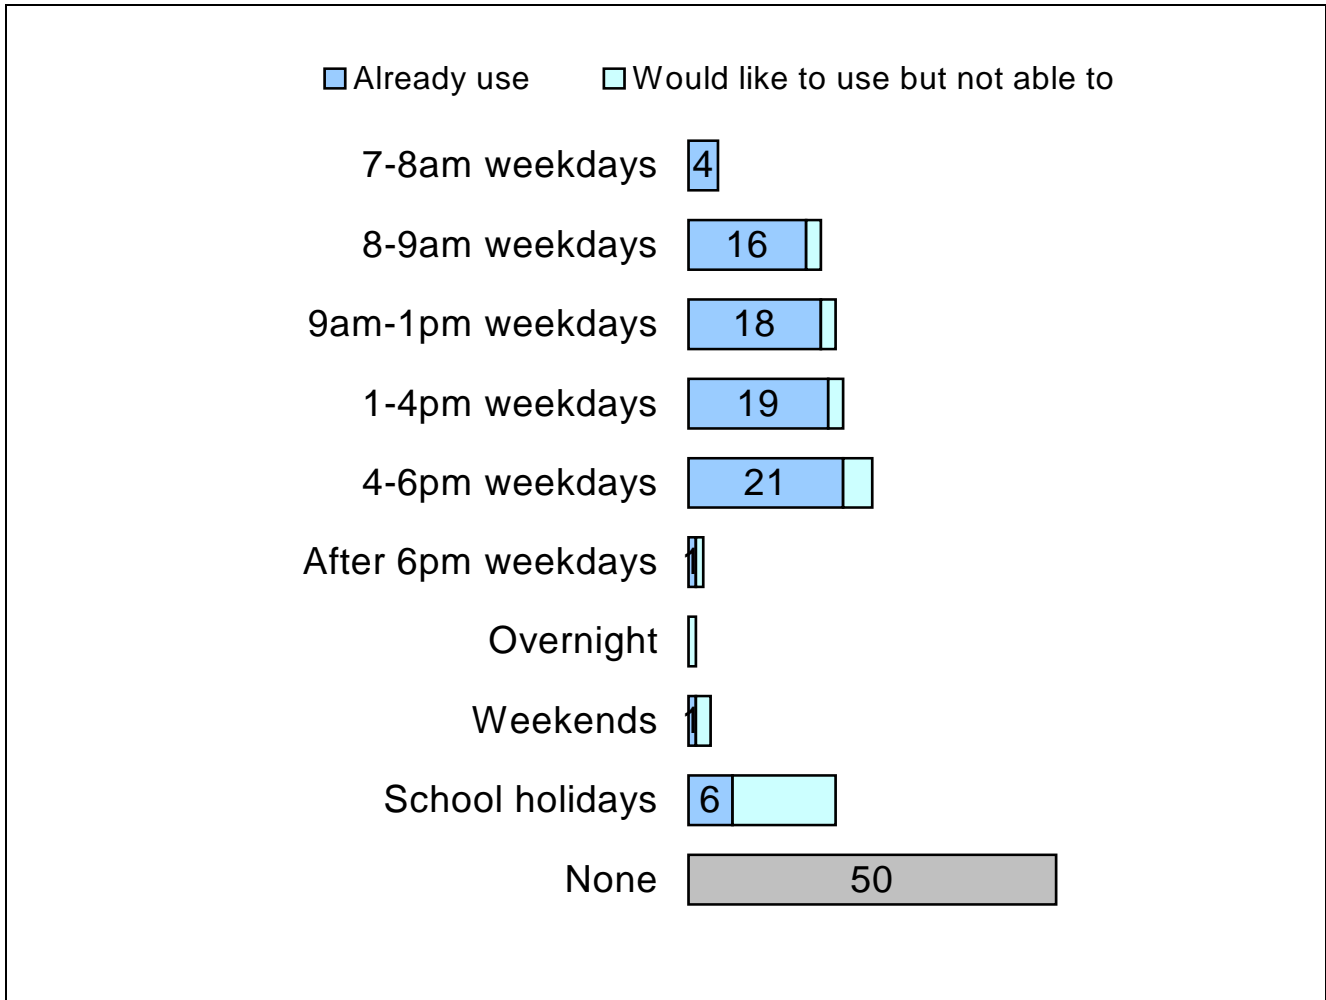 Already use Would like to use but not able to
7-8am weekdays 4
8-9am weekdays 16
9am-1pm weekdays 18
1-4pm weekdays 19
4-6pm weekdays 21
After 6pm weekdays 1
Overnight
Weekends 1
School holidays 6
None 50